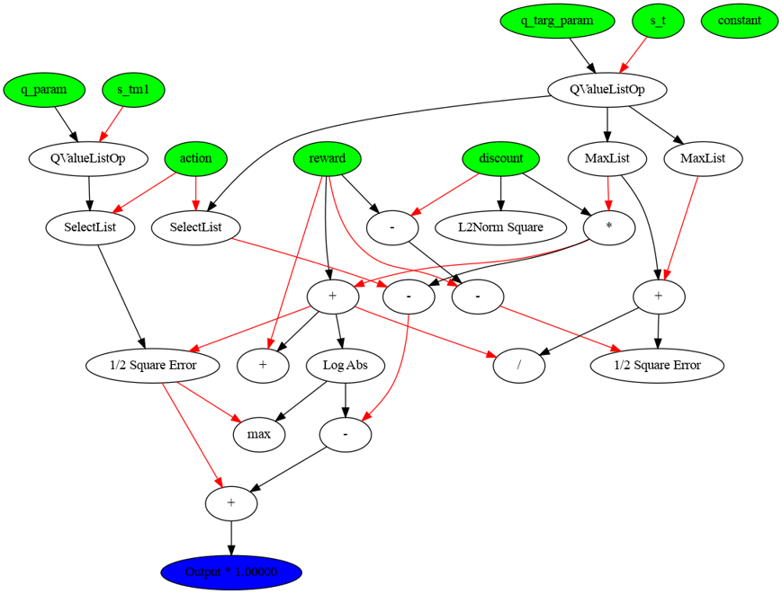 q_targ_param s_t constant
q_param s_tm1 QValueListOp
QValueListOp action reward discount MaxList MaxList
SelectList SelectList - L2Norm Square *
+ - - +
1/2 Square Error + Log Abs / 1/2 Square Error
max -
+
Output * 1.00000